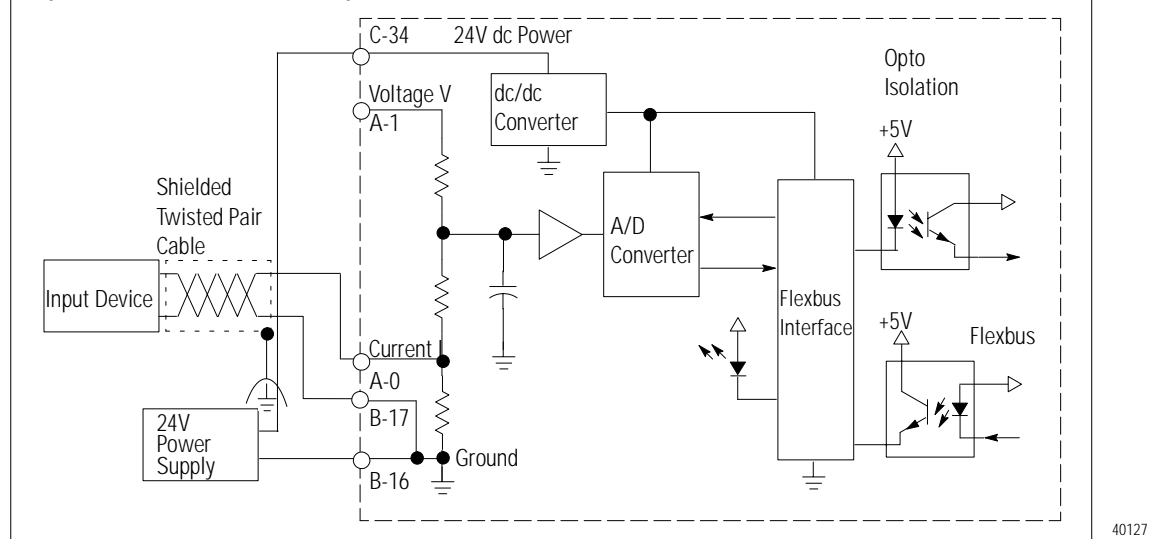 C-34
24V dc Power
Voltage V
A-1
dc/dc
Converter
Opto
Isolation
+5V
Shielded
Twisted Pair
Cable
A/D
Converter
Input Device
Flexbus
Interface
+5V
Flexbus
Current I
A-0
B-17
24V
Power
Supply
Ground
B-16
40127